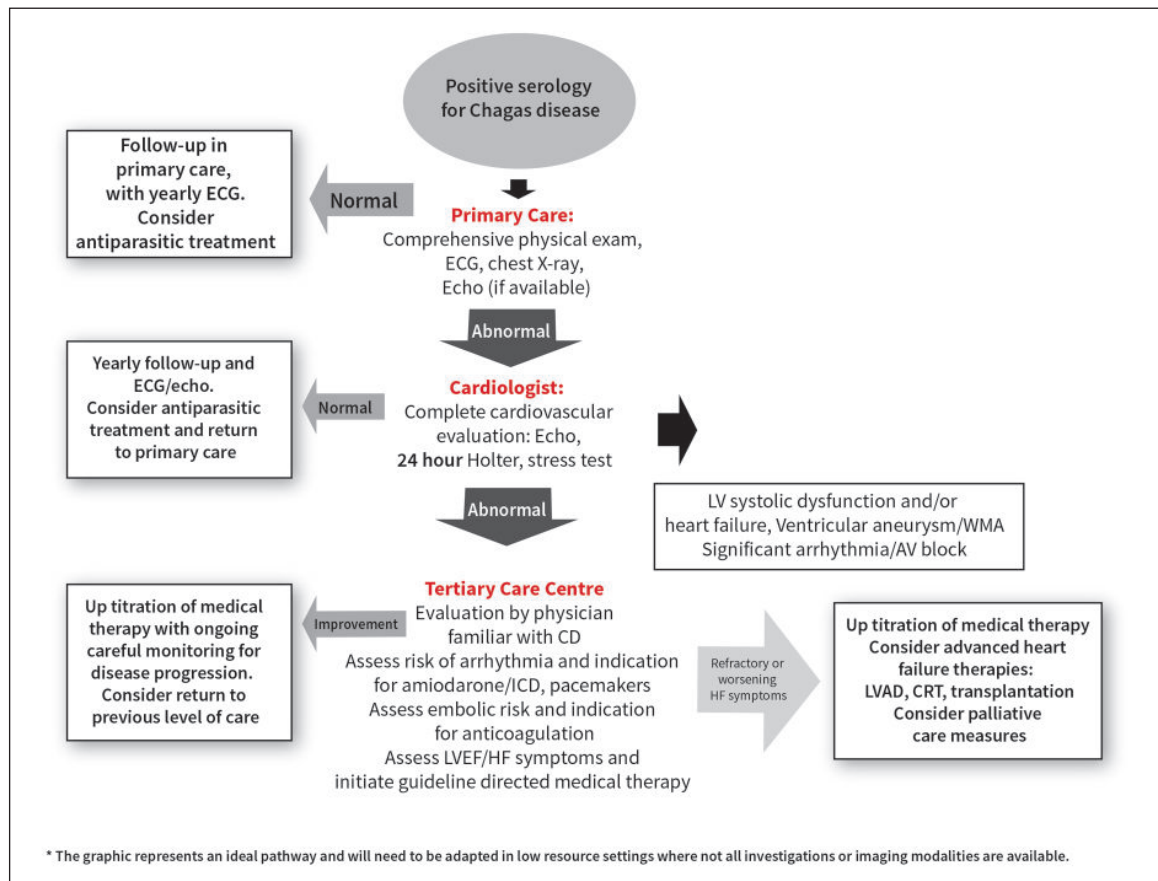 Positive serology
for Chagas disease
Follow-up in
primary care,
with yearly ECG.
Consider
antiparasitic treatment
Normal
Primary Care:
Comprehensive physical exam,
ECG, chest X-ray,
Echo (if available)
Abnormal
Yearly follow-up and
ECG/echo.
Consider antiparasitic
treatment and return
to primary care
Normal
Cardiologist:
Complete cardiovascular
evaluation: Echo,
24 hour Holter, stress test
LV systolic dysfunction and/or
heart failure, Ventricular aneurysm/WMA
Significant arrhythmia/AV block
Abnormal
Up titration of medical
therapy with ongoing
careful monitoring for
disease progression.
Consider return to
previous level of care
Improvement
Tertiary Care Centre
Evaluation by physician
familiar with CD
Assess risk of arrhythmia and indication
for amiodarone/ICD, pacemakers
Assess embolic risk and indication
for anticoagulation
Assess LVEF/HF symptoms and
initiate guideline directed medical therapy
Refractory or
worsening
HF symptoms
Up titration of medical therapy
Consider advanced heart
failure therapies:
LVAD, CRT, transplantation
Consider palliative
care measures
* The graphic represents an ideal pathway and will need to be adapted in low resource settings where not all investigations or imaging modalities are available.